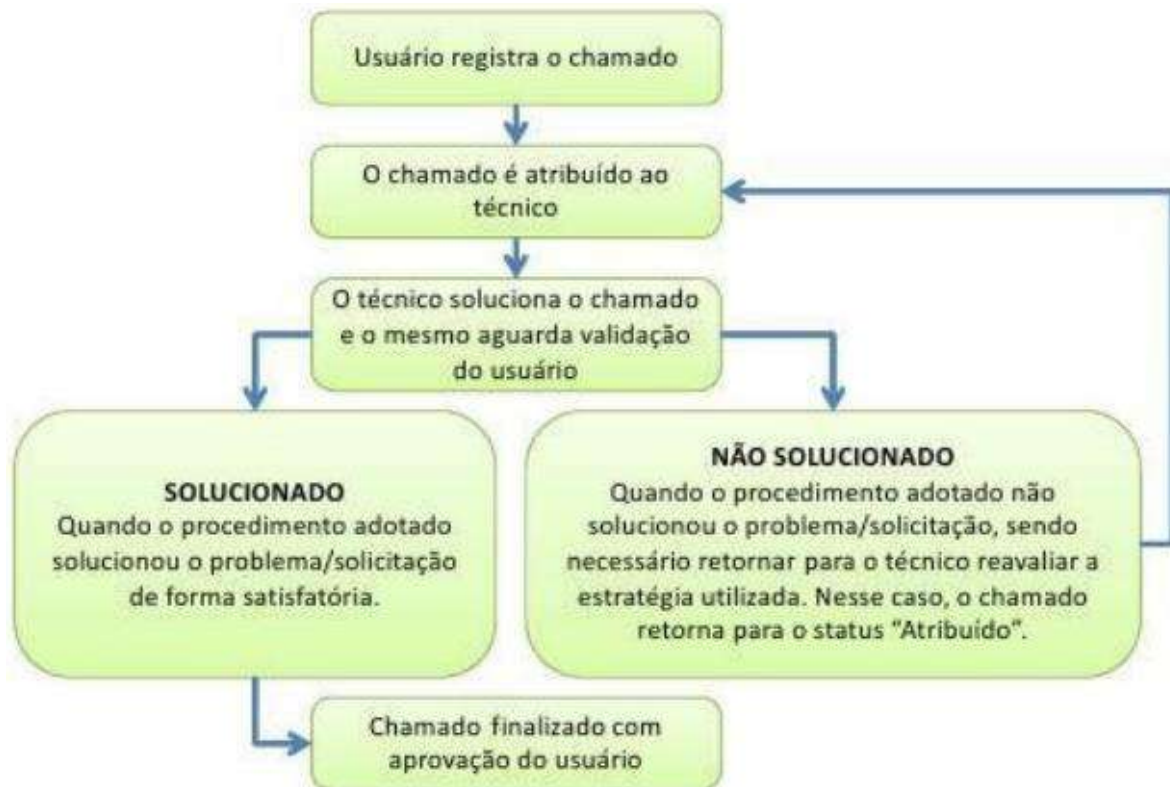 Usuário registra o chamado
O chamado é atribuído ao
técnico
O técnico soluciona o chamado
e o mesmo aguarda validação
do usuário
SOLUCIONADO
Quando o procedimento adotado
solucionou o problema/solicitação
de forma satisfatória.
NÃO SOLUCIONADO
Quando o procedimento adotado não
solucionou o problema/solicitação, sendo
necessário retornar para o técnico reavaliar a
estratégia utilizada. Nesse caso, o chamado
retorna para o status “Atribuído”.
Chamado finalizado com
aprovação do usuário